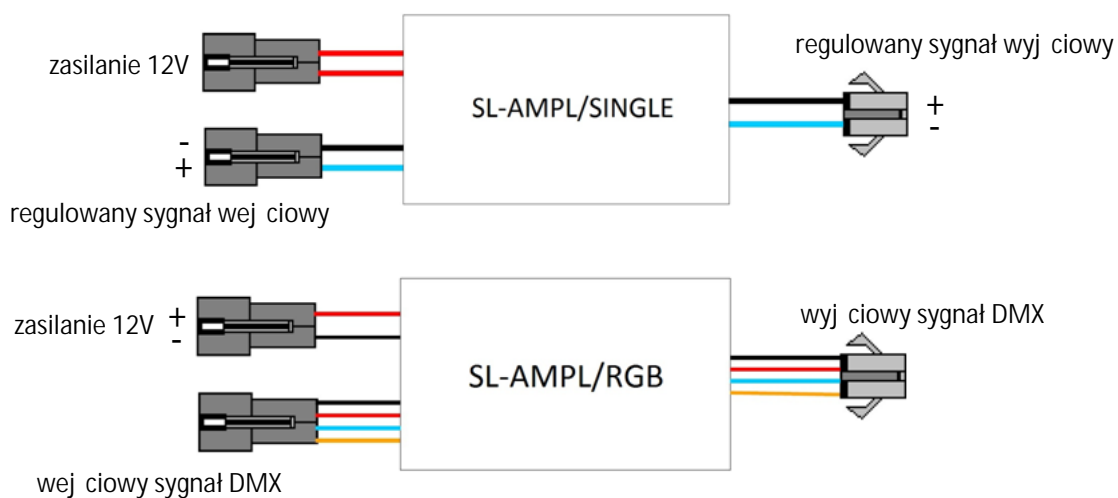 regulowany sygnał wyj ciowy
zasilanie 12V
+
-
SL-AMPL/SINGLE
-
+
regulowany sygnał wej ciowy
zasilanie 12V
+
-
wyj ciowy sygnał DMX
SL-AMPL/RGB
wej ciowy sygnał DMX